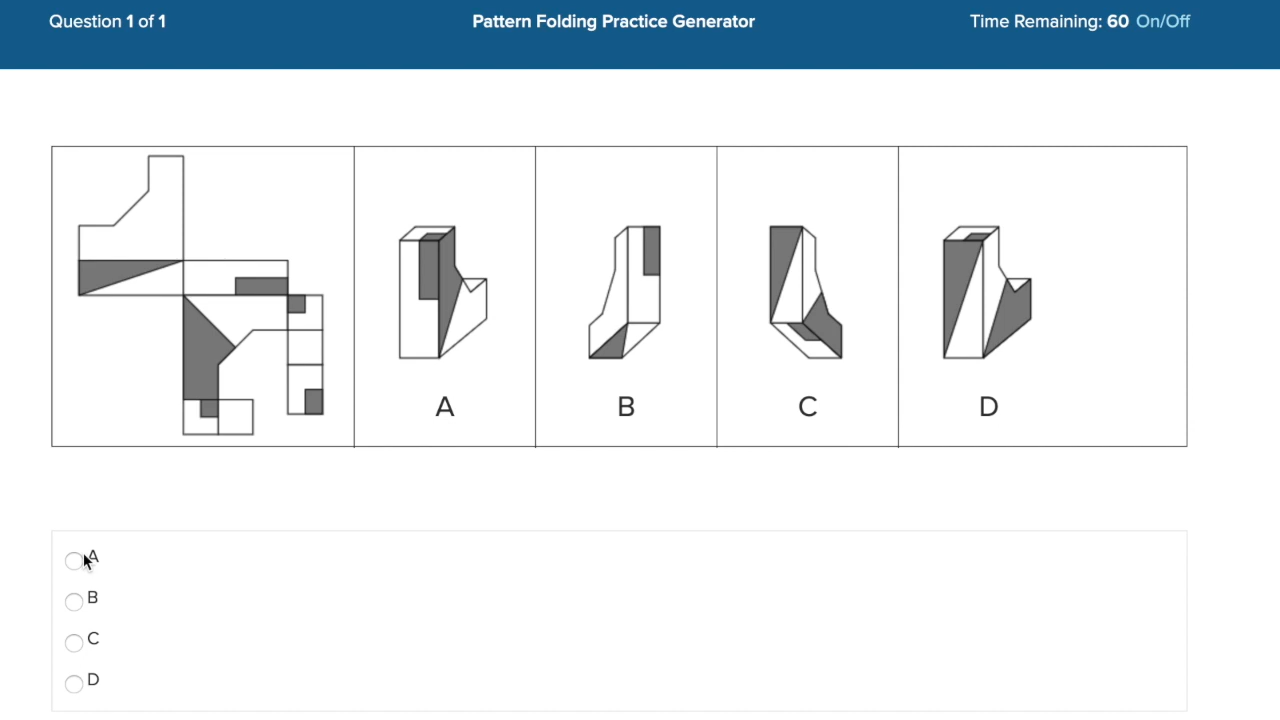 Question 1 of 1
Pattern Folding Practice Generator
Time Remaining: 60 On/Off
A
B
C
D
A
B
C
D